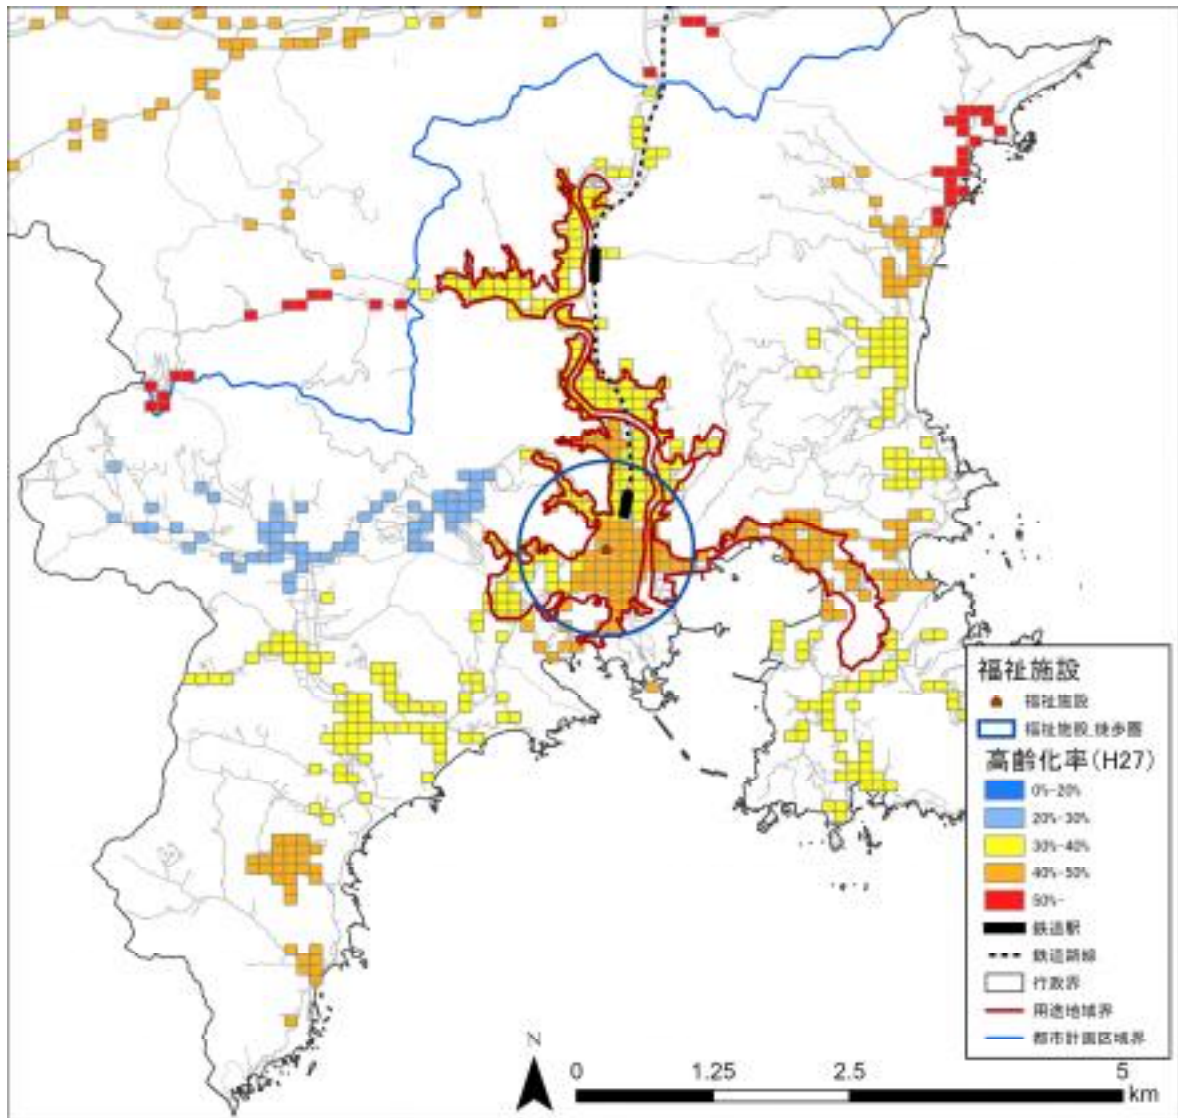 福祉施設
福祉施設
福祉施設_徒歩圏
高齢化率(H27)
0%-20%
20%-30%
30%-40%
40%-50%
50%-
鉄道駅
鉄道路線
行政界
用途地域界
都市計画区域界
N
0 1.25 2.5 5
km